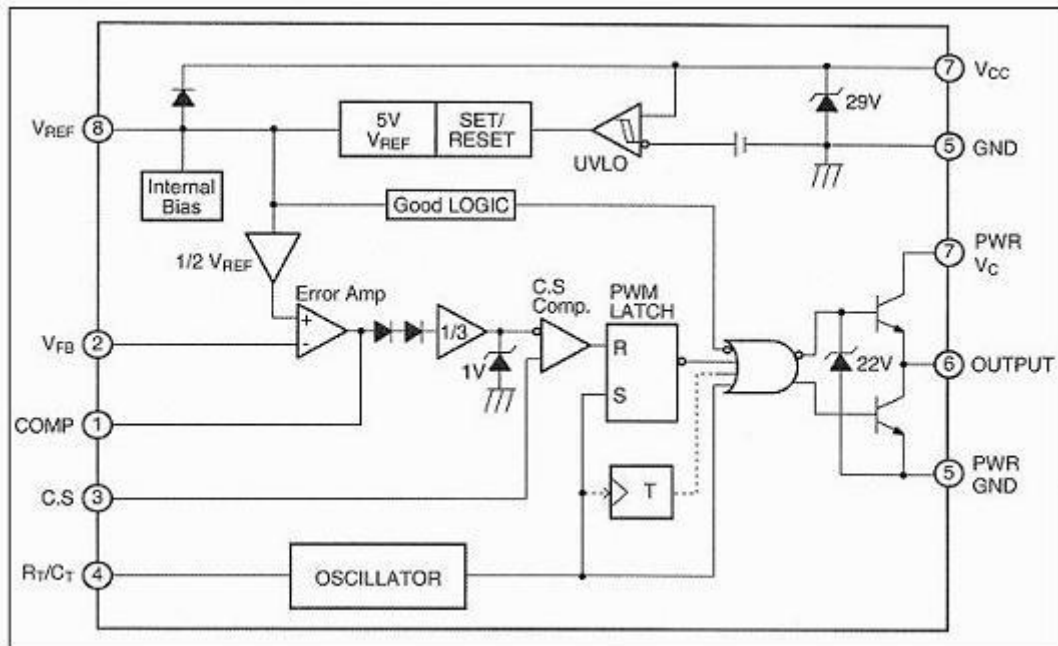 7
VCC
29V
8
VREF
5V
VREF
SET/
RESET
UVLO
5
GND
Internal
Bias
Good LOGIC
7
PWR
VC
1/2 VREF
Error Amp
C.S
Comp.
PWM
LATCH
+
-
1/3
R
2
VFB
1V
22V
6
OUTPUT
S
1
COMP
5
PWR
GND
3
C.S
T
4
RT/CT
OSCILLATOR